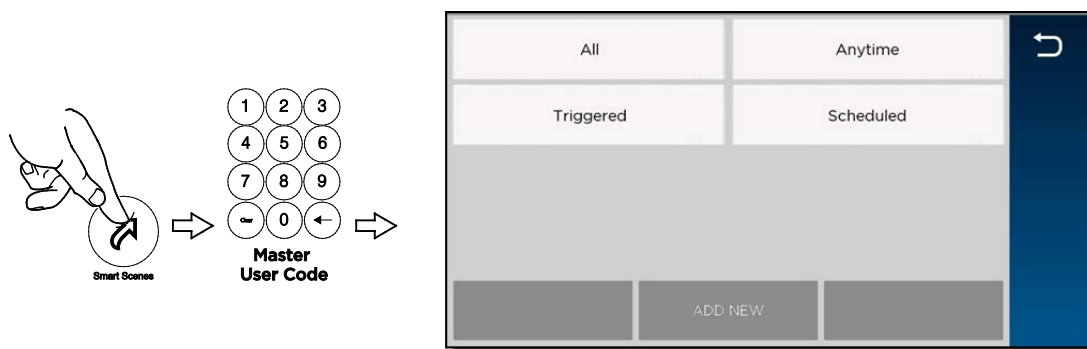 Smart Scenes
1 2 3
4 5 6
7 8 9
Clear 0
Master
User Code
All Anytime
Triggered Scheduled
ADD NEW